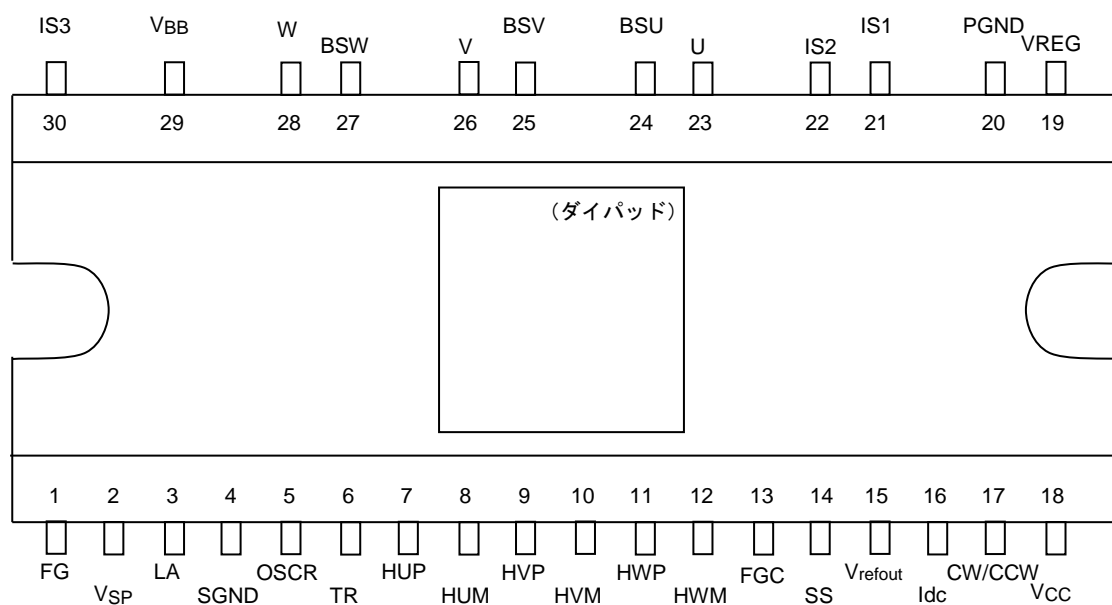 IS3 VBB W BSW V BSV BSU U IS2 IS1 PGND VREG
30 29 28 27 26 25 24 23 22 21 20 19
(ダイパッド)
1 2 3 4 5 6 7 8 9 10 11 12 13 14 15 16 17 18
FG VSP LA SGND OSCR TR HUP HUM HVP HVM HWP HWM FGC SS Vrefout Idc CW/CCW VCC